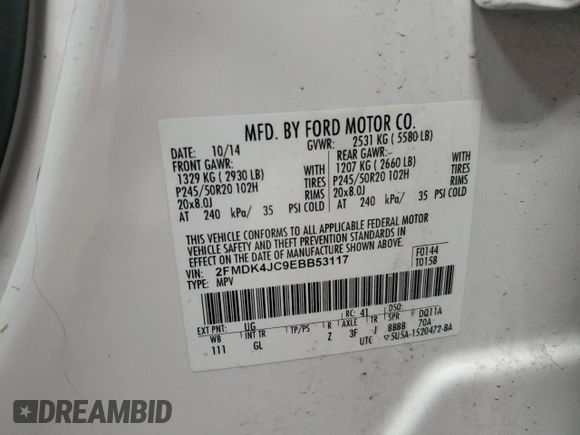 MFD. BY FORD MOTOR CO.
DATE: 10/14 GVWR: 2531 KG ( 5580 LB)
FRONT GAWR: REAR GAWR:
1329 KG ( 2930 LB) WITH 1207 KG ( 2660 LB) WITH
P245/50R20 102H TIRES P245/50R20 102H TIRES
20x8.0J RIMS 20x8.0J RIMS
AT 240 kPa/ 35 PSI COLD AT 240 kPa/ 35 PSI COLD
THIS VEHICLE CONFORMS TO ALL APPLICABLE FEDERAL MOTOR
VEHICLE SAFETY AND THEFT PREVENTION STANDARDS IN
EFFECT ON THE DATE OF MANUFACTURE SHOWN ABOVE.
VIN: 2FMDK4JC9EBB53117 F0144
TYPE: MPV T0158
EXT PNT: UG RC: 41 DSO:
WB INT TR TP/PS R AXLE TR SPR DQ11A
111 GL Z 3F J BBBB 70A
UTC ▽5U5A-1520472-BA
DREAMBID